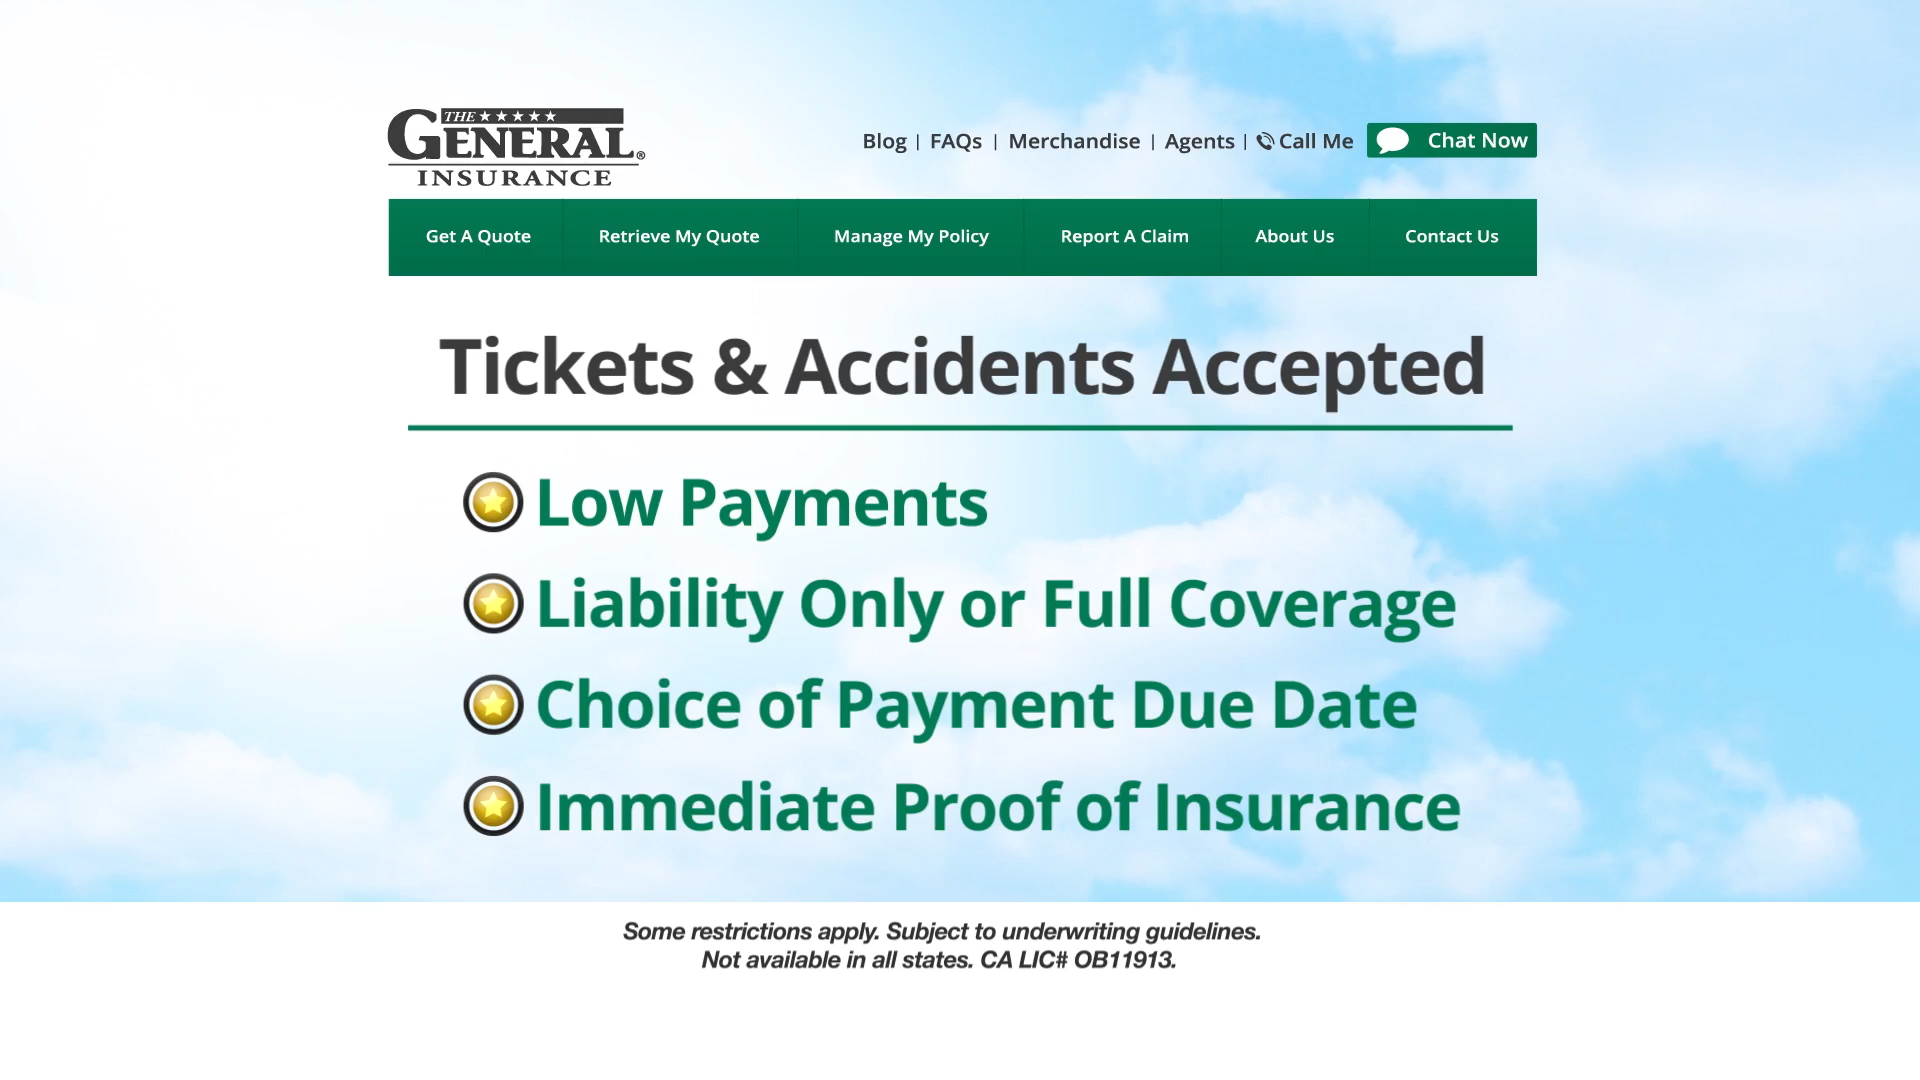 THE
GENERAL®
INSURANCE
Blog | FAQs | Merchandise | Agents | Call Me Chat Now
Get A Quote Retrieve My Quote Manage My Policy Report A Claim About Us Contact Us
Tickets & Accidents Accepted
Low Payments
Liability Only or Full Coverage
Choice of Payment Due Date
Immediate Proof of Insurance
Some restrictions apply. Subject to underwriting guidelines.
Not available in all states. CA LIC# OB11913.